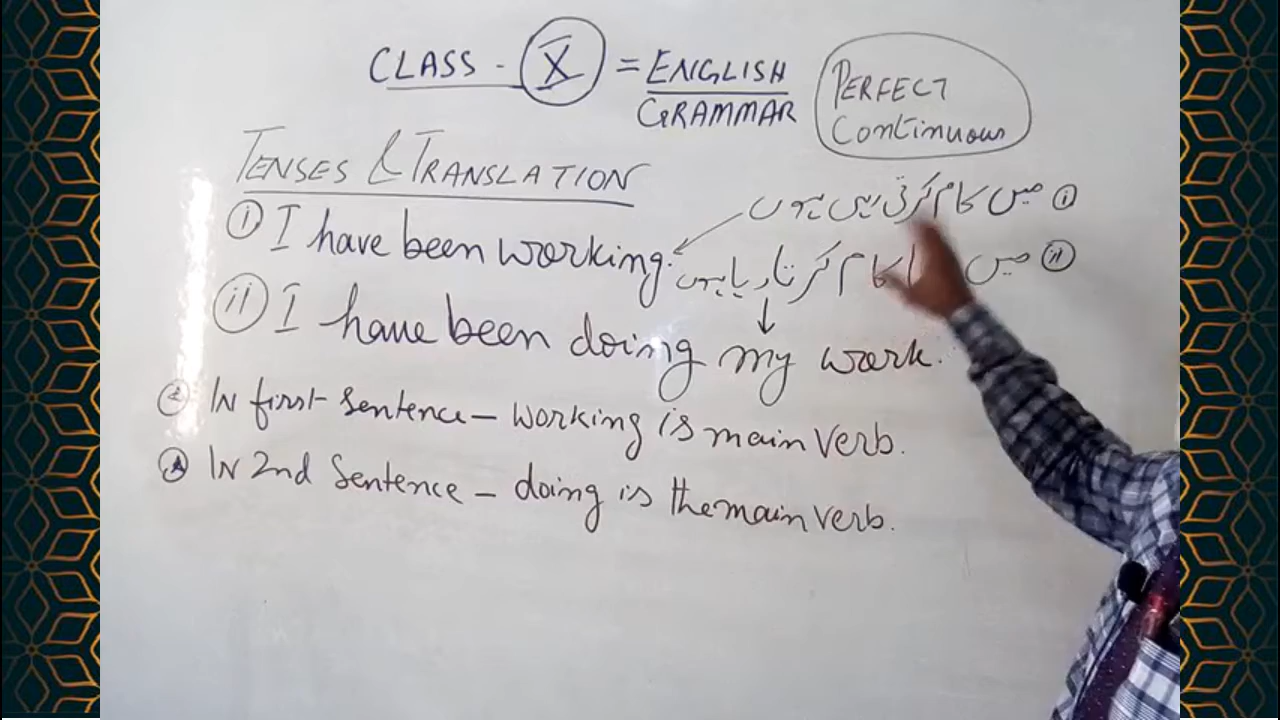 CLASS - X = ENGLISH GRAMMAR
PERFECT
Continuous
TENSES & TRANSLATION
(i) میں کام کرتی رہی ہوں
(i) I have been working.
(ii) میں کام کرتا رہا ہوں
(ii) I have been doing my work.
In first sentence – working is main verb.
In 2nd Sentence – doing is the main verb.